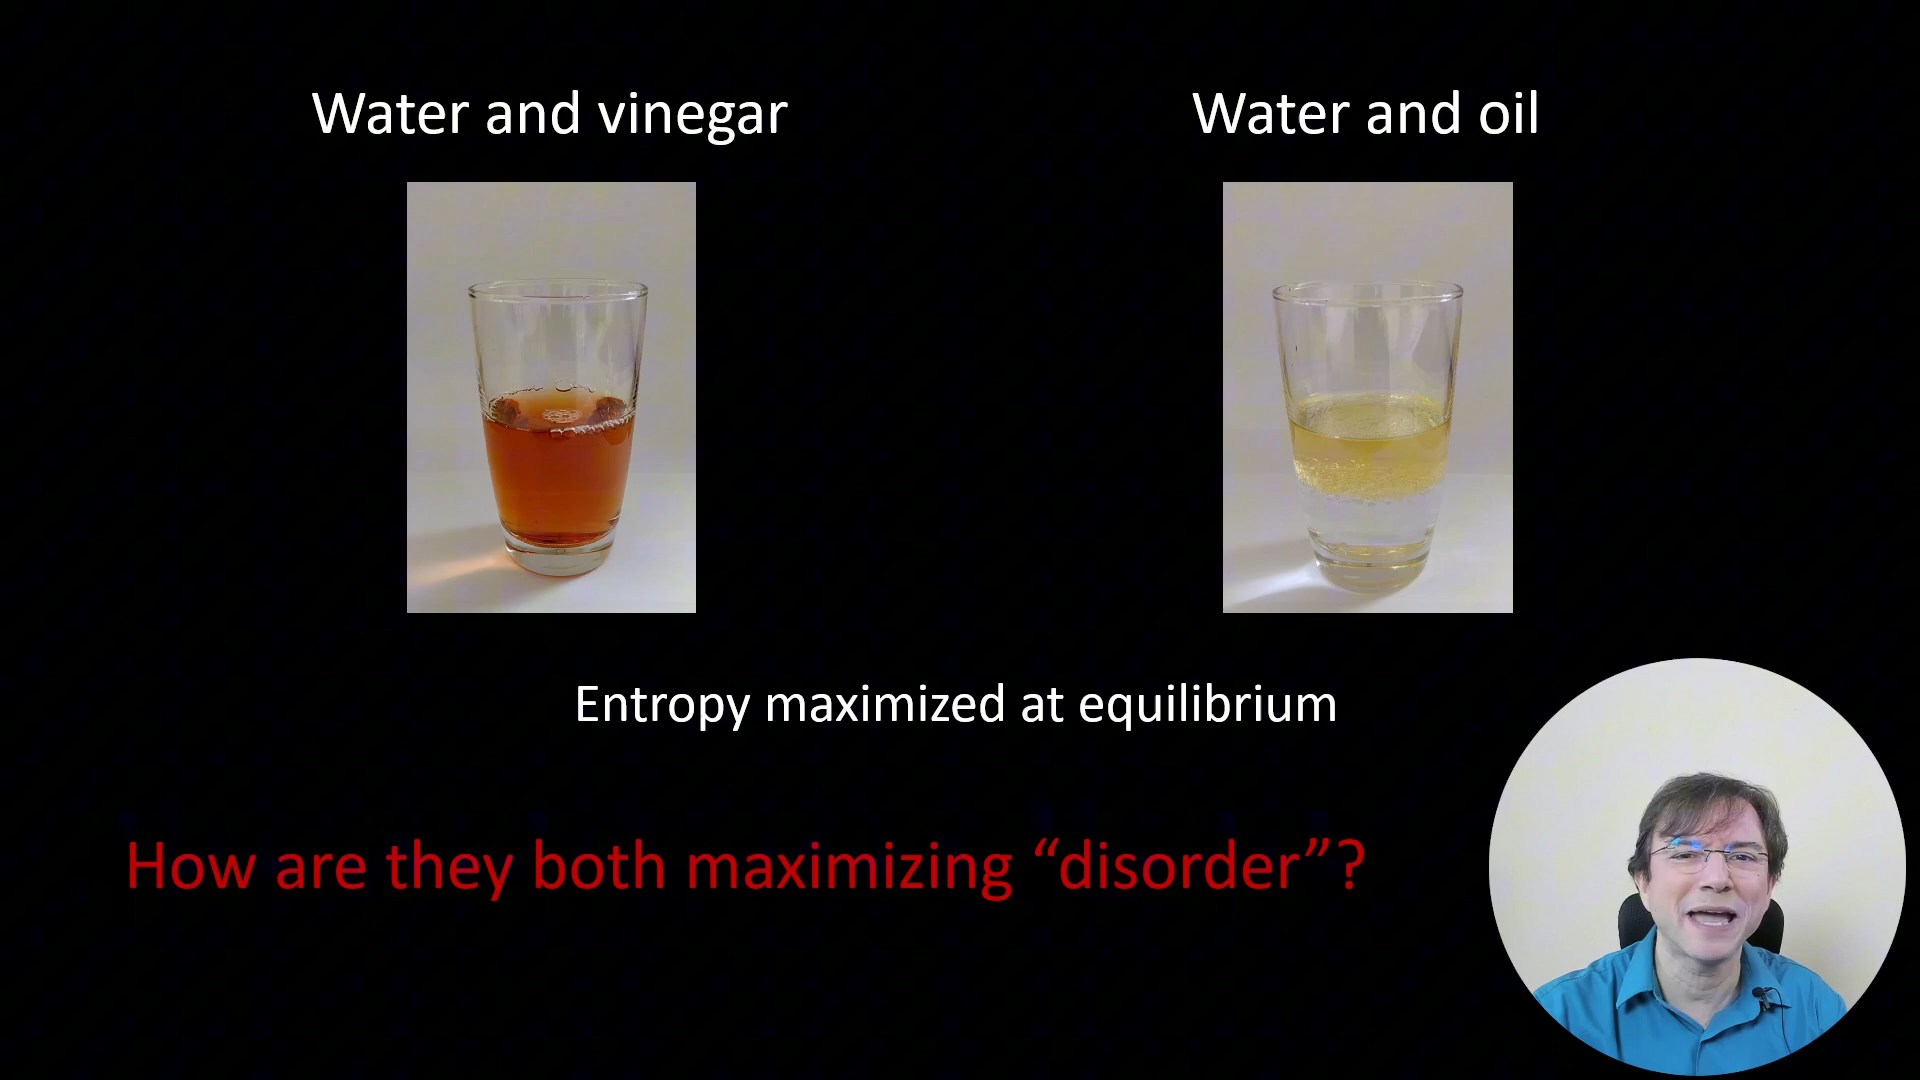 Water and vinegar
Water and oil
Entropy maximized at equilibrium
How are they both maximizing “disorder”?